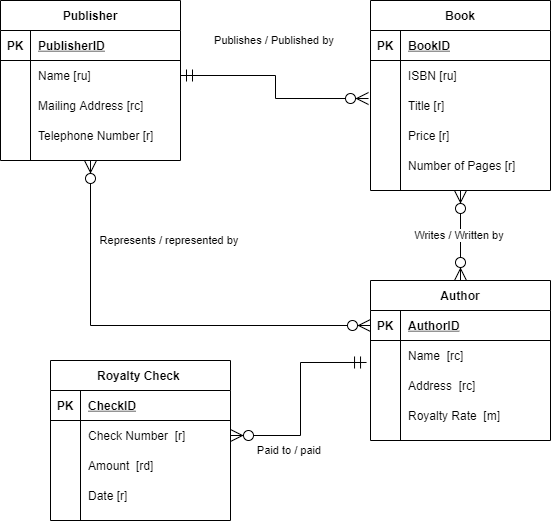 Publisher
PK PublisherID
Name [ru]
Mailing Address [rc]
Telephone Number [r]
Publishes / Published by
Book
PK BookID
ISBN [ru]
Title [r]
Price [r]
Number of Pages [r]
Represents / represented by
Writes / Written by
Author
PK AuthorID
Name [rc]
Address [rc]
Royalty Rate [m]
Royalty Check
PK CheckID
Check Number [r]
Amount [rd]
Date [r]
Paid to / paid